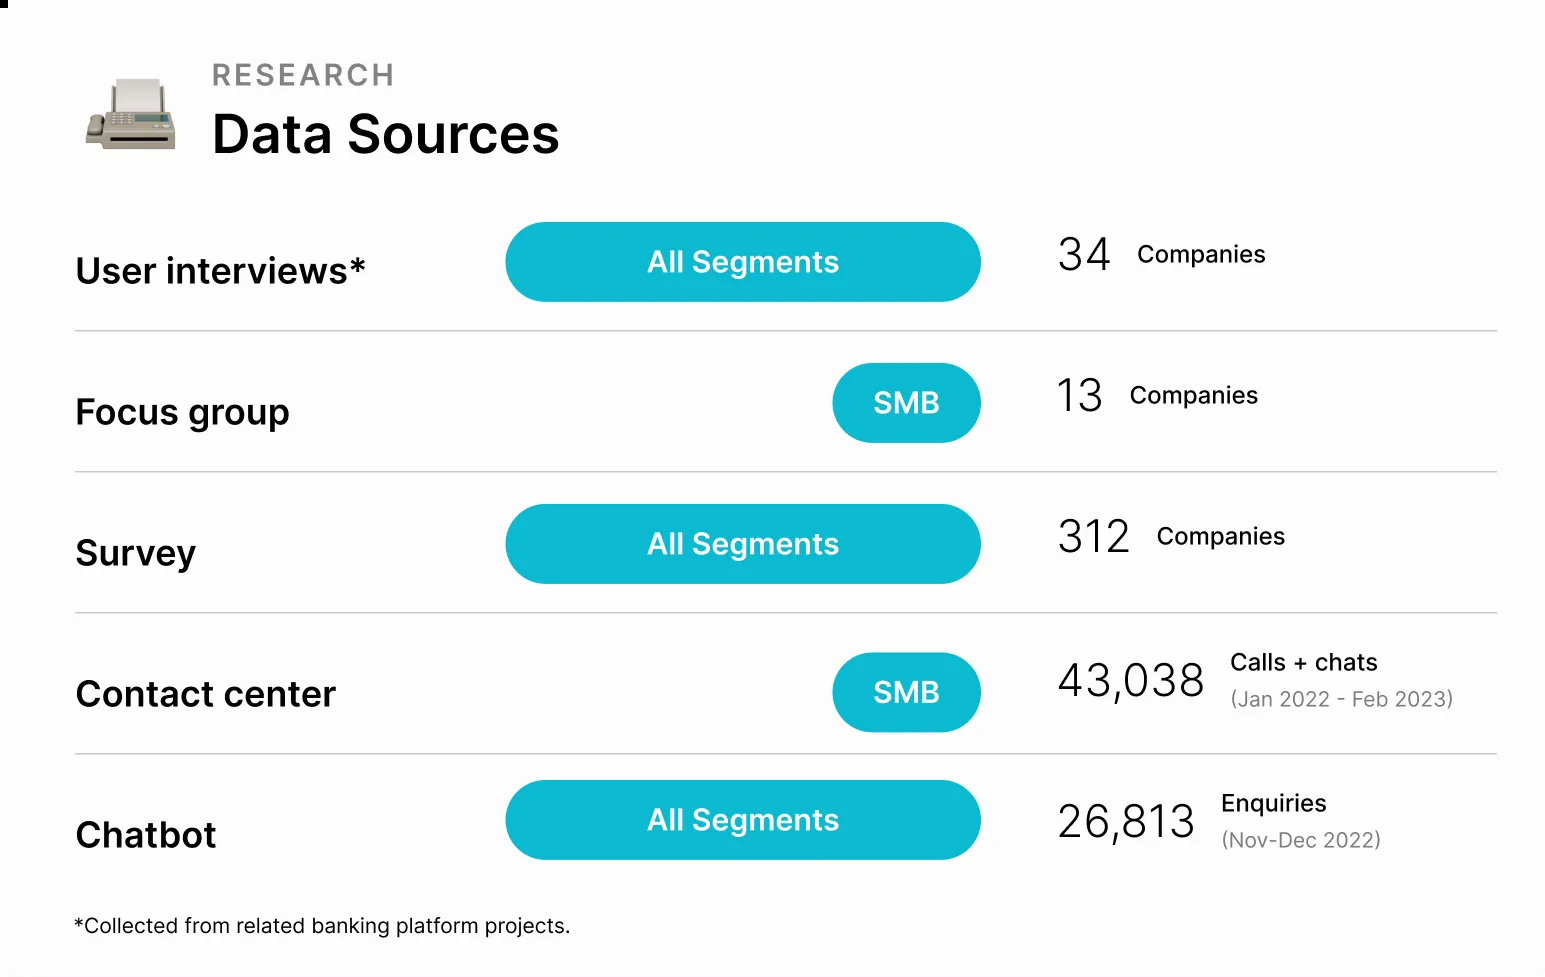 RESEARCH
Data Sources
User interviews*
All Segments
34 Companies
Focus group
SMB
13 Companies
Survey
All Segments
312 Companies
Contact center
SMB
43,038 Calls + chats
(Jan 2022 - Feb 2023)
Chatbot
All Segments
26,813 Enquiries
(Nov-Dec 2022)
*Collected from related banking platform projects.